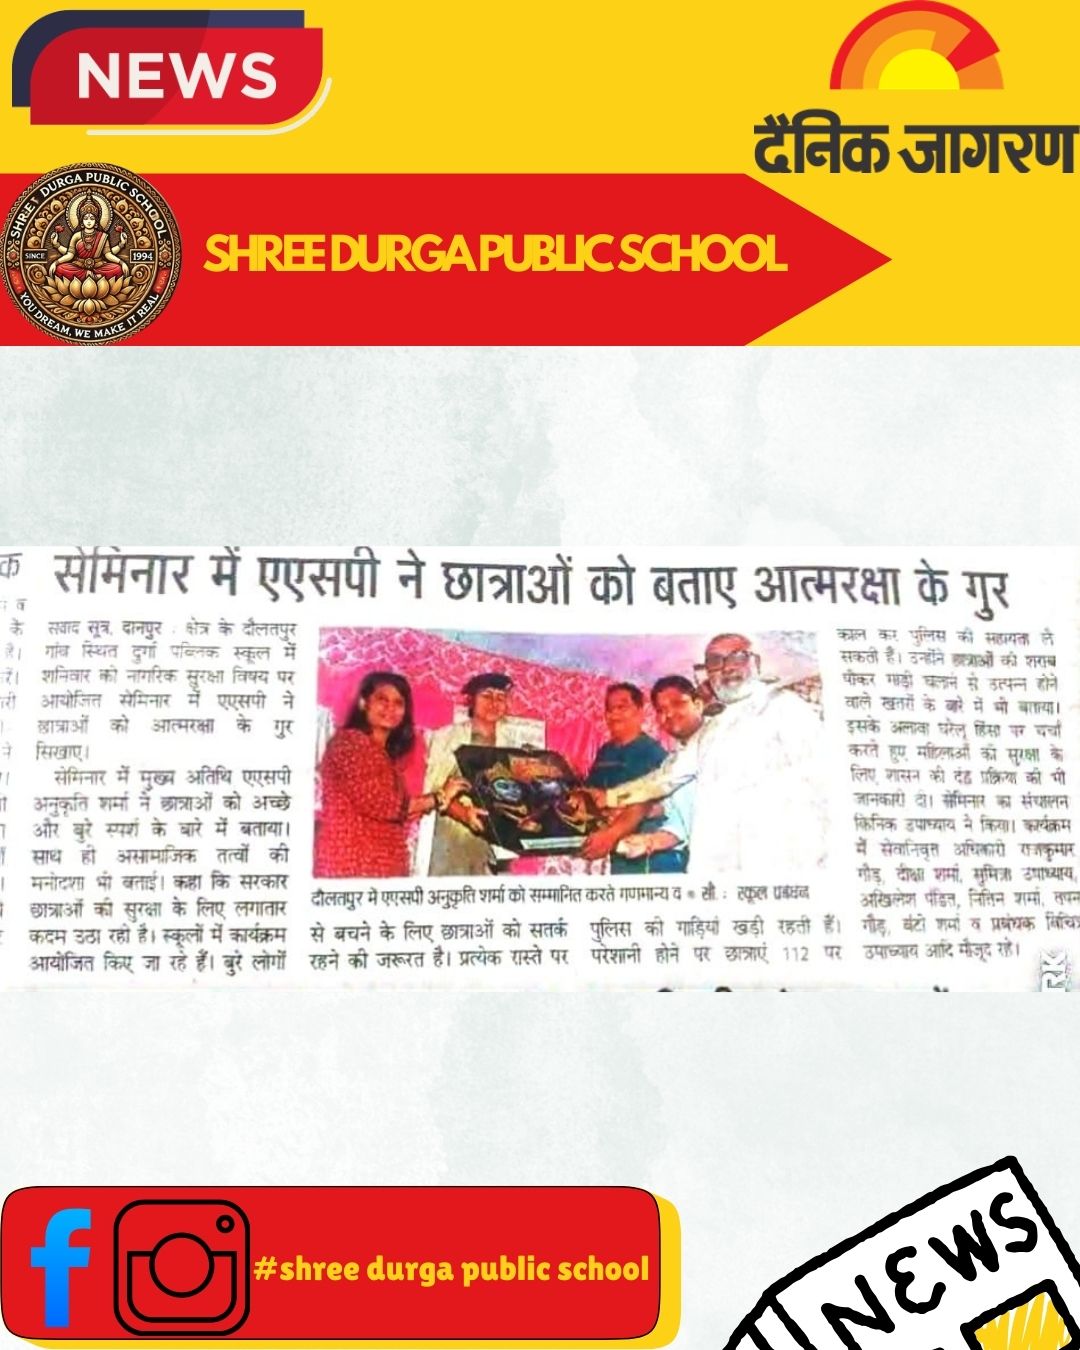 NEWS
दैनिक जागरण
SHREE DURGA PUBLIC SCHOOL
SINCE
1994
YOU DREAM, WE MAKE IT REAL
SHREE DURGA PUBLIC SCHOOL
सेमिनार में एएसपी ने छात्राओं को बताए आत्मरक्षा के गुर
संवाद सूत्र, दानपुर : क्षेत्र के दौलतपुर
गांव स्थित दुर्गा पब्लिक स्कूल में
शनिवार को नागरिक सुरक्षा विषय पर
आयोजित सेमिनार में एएसपी ने
छात्राओं को आत्मरक्षा के गुर
सिखाए।
सेमिनार में मुख्य अतिथि एएसपी
अनुकृति शर्मा ने छात्राओं को अच्छे
और बुरे स्पर्श के बारे में बताया।
साथ ही असामाजिक तत्वों की
मनोदशा भी बताई। कहा कि सरकार
छात्राओं की सुरक्षा के लिए लगातार
कदम उठा रही है। स्कूलों में कार्यक्रम
आयोजित किए जा रहे हैं। बुरे लोगों
दौलतपुर में एएसपी अनुकृति शर्मा को सम्मानित करते गणमान्य व ● सौ. : स्कूल प्रबंधन
से बचने के लिए छात्राओं को सतर्क
रहने की जरूरत है। प्रत्येक रास्ते पर
पुलिस की गाड़ियां खड़ी रहती हैं।
परेशानी होने पर छात्राएं 112 पर
काल कर पुलिस की सहायता ले
सकती हैं। उन्होंने छात्राओं को शराब
पीकर गाड़ी चलाने से उत्पन्न होने
वाले खतरों के बारे में भी बताया।
इसके अलावा घरेलू हिंसा पर चर्चा
करते हुए महिलाओं की सुरक्षा के
लिए शासन की दंड प्रक्रिया की भी
जानकारी दी। सेमिनार का संचालन
किनिक उपाध्याय ने किया। कार्यक्रम
में सेवानिवृत्त अधिकारी राजकुमार
गौड़, दीक्षा शर्मा, सुमित्रा उपाध्याय,
अखिलेश पंडित, नितिन शर्मा, तपन
गौड़, बंटी शर्मा व प्रबंधक
उपाध्याय आदि मौजूद रहे।
#shree durga public school
NEWS